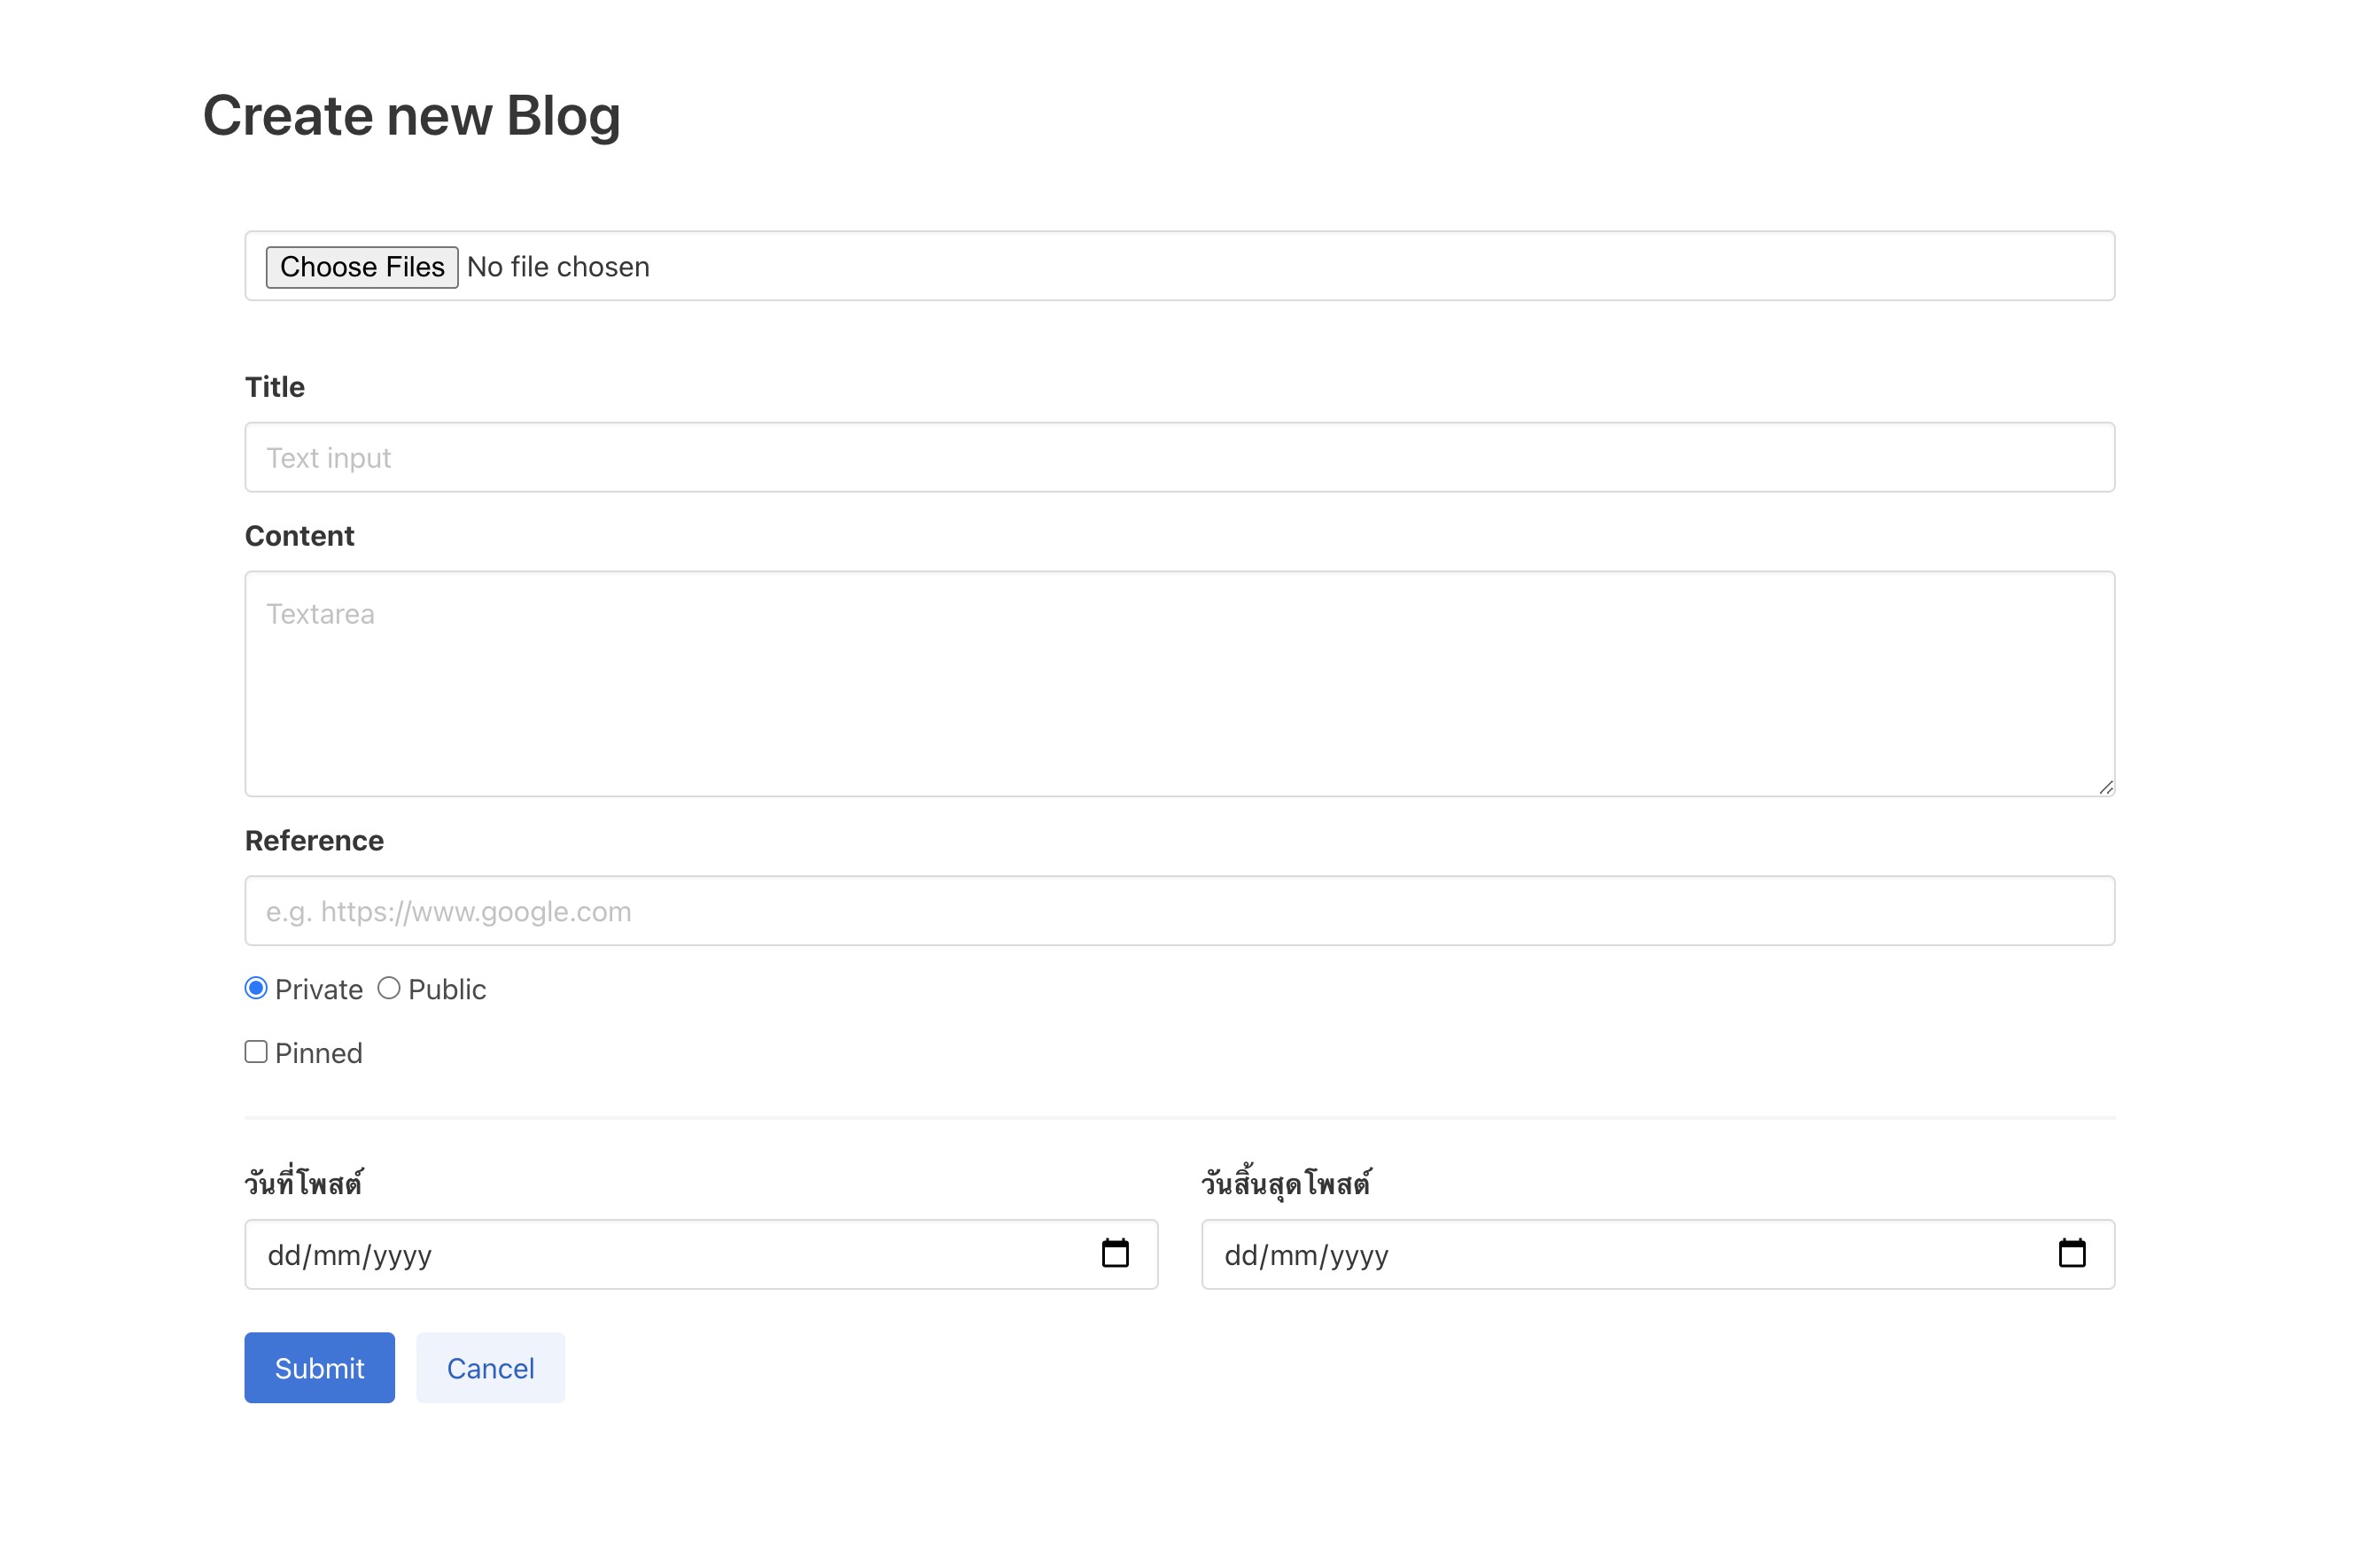 Create new Blog
Choose Files No file chosen
Title
Text input
Content
Textarea
Reference
e.g. https://www.google.com
Private Public
Pinned
วันที่โพสต์ วันสิ้นสุดโพสต์
dd/mm/yyyy dd/mm/yyyy
Submit Cancel